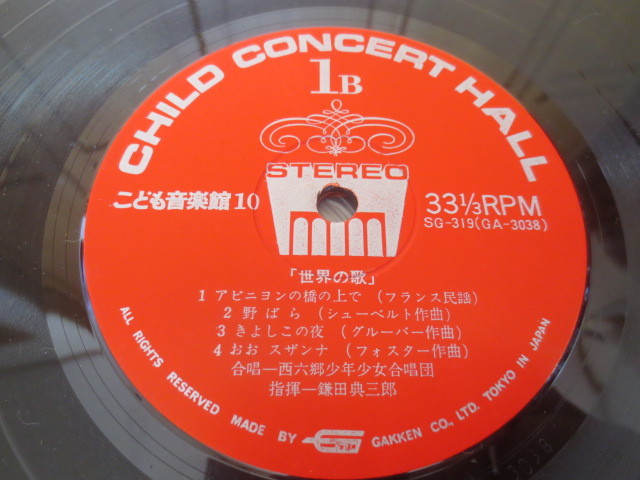 CHILD CONCERT HALL
1B
STEREO
こども音楽館10
33 1/3 RPM
SG-319(GA-3038)
「世界の歌」
1 アビニヨンの橋の上で (フランス民謡)
2 野ばら (シューベルト作曲)
3 きよしこの夜 (グルーバー作曲)
4 おお スザンナ (フォスター作曲)
合唱—西六郷少年少女合唱団
指揮—鎌田典三郎
ALL RIGHTS RESERVED MADE BY GAKKEN CO., LTD. TOKYO IN JAPAN